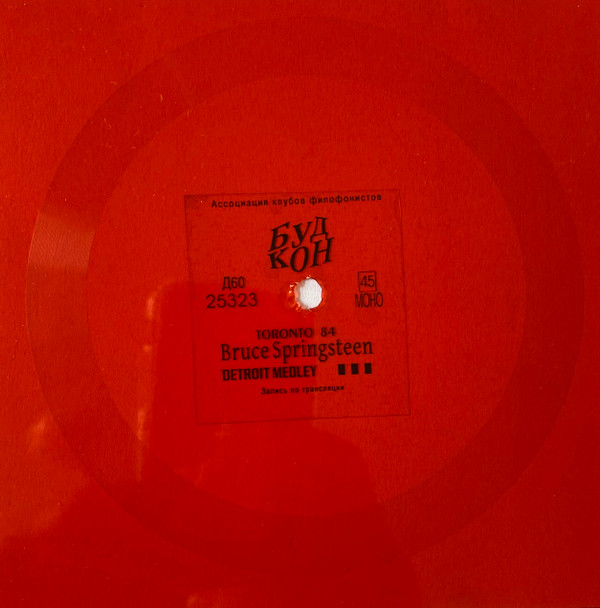 Ассоциация клубов филофонистов
БУД
КОН
Д60
25323
45
МОНО
TORONTO 84
Bruce Springsteen
DETROIT MEDLEY
Запись по трансляции